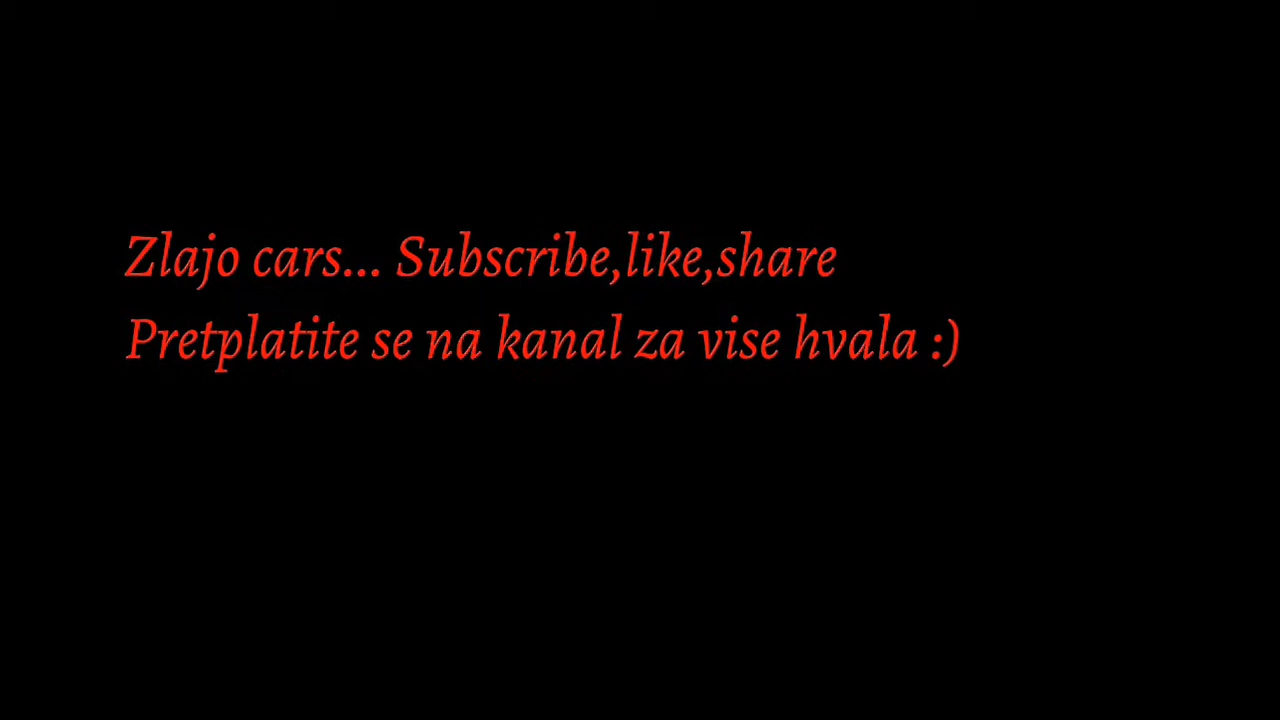 Zlajo cars... Subscribe,like,share
Pretplatite se na kanal za vise hvala :)